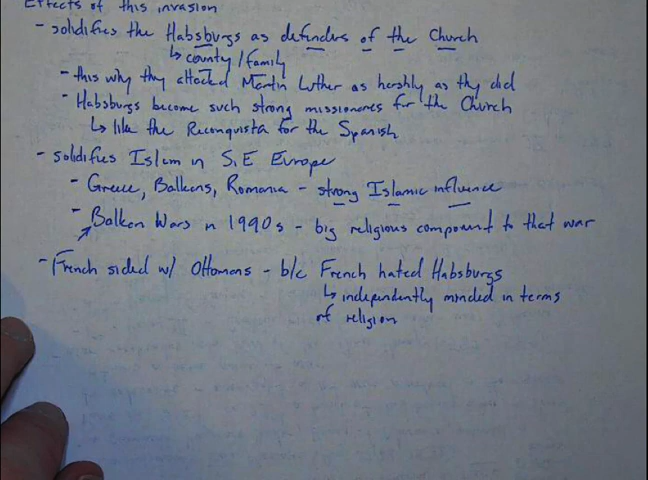 Effects of this invasion
- solidifies the Habsburgs as defenders of the Church
↳ county/family
- this why they attacked Martin Luther as harshly as they did
- Habsburgs become such strong missionaries for the Church
↳ like the Reconquista for the Spanish
- solidifies Islam in S.E Europe
- Greece, Balkans, Romania - strong Islamic influence
- Balkan Wars in 1990s - big religious component to that war
- French sided w/ Ottomans - b/c French hated Habsburgs
↳ independently minded in terms
of religion